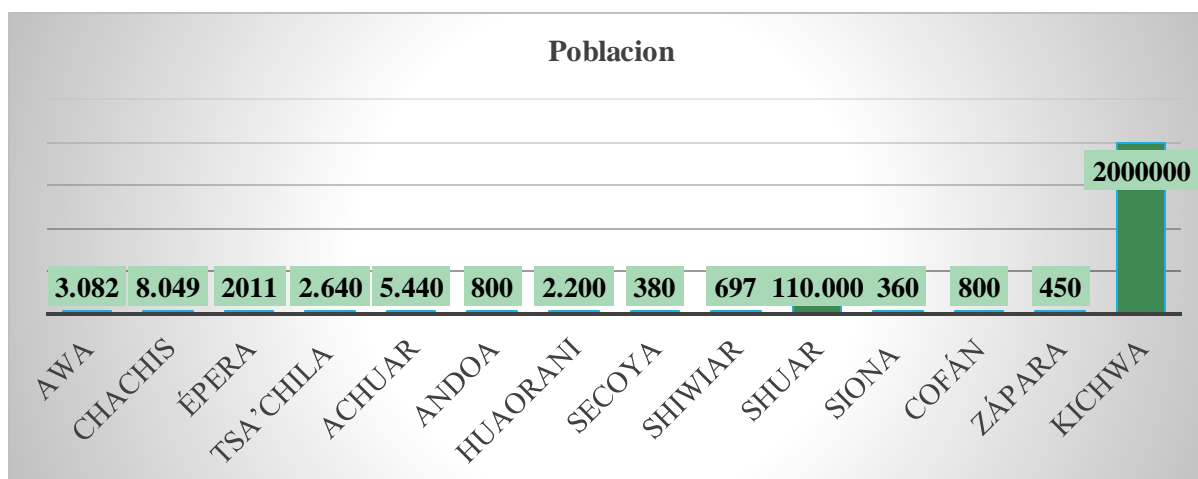 Poblacion
2000000
3.082 8.049 2011 2.640 5.440 800 2.200 380 697 110.000 360 800 450
AWA
CHACHIS
ÉPERA
TSA’CHILA
ACHUAR
ANDOA
HUAORANI
SECOYA
SHIWIAR
SHUAR
SIONA
COFÁN
ZÁPARA
KICHWA